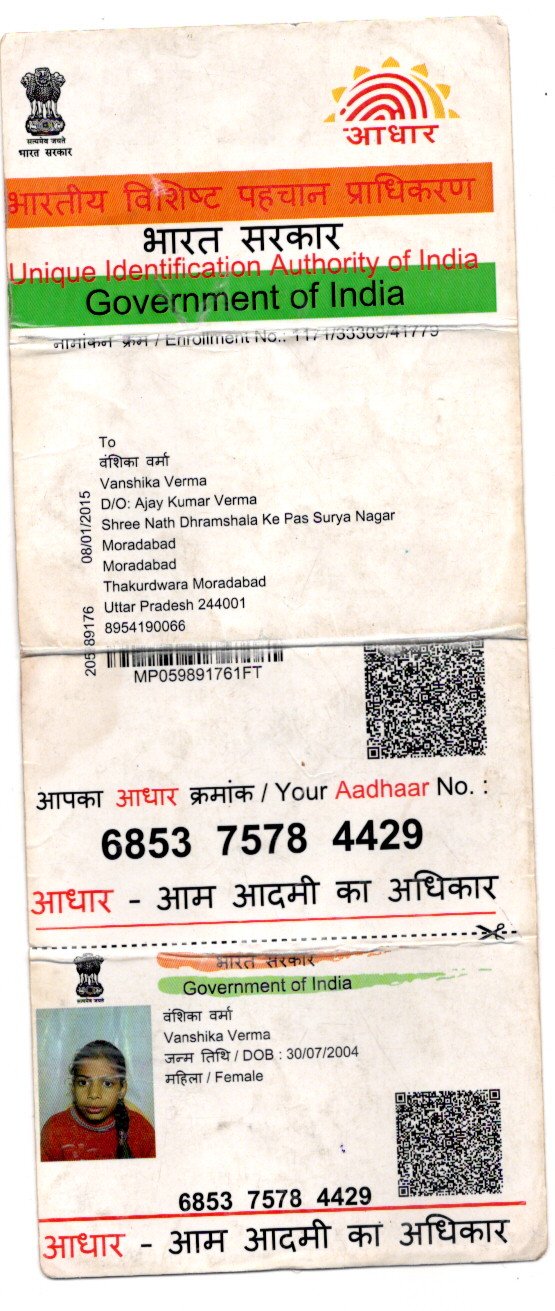 सत्यमेव जयते
भारत सरकार
आधार
भारतीय विशिष्ट पहचान प्राधिकरण
भारत सरकार
Unique Identification Authority of India
Government of India
नामांकन क्रम / Enrollment No.: 1171/33309/41779
To
वंशिका वर्मा
Vanshika Verma
D/O: Ajay Kumar Verma
Shree Nath Dhramshala Ke Pas Surya Nagar
Moradabad
Moradabad
Thakurdwara Moradabad
Uttar Pradesh 244001
8954190066
08/01/2015
MP059891761FT
आपका आधार क्रमांक / Your Aadhaar No. :
6853 7578 4429
आधार - आम आदमी का अधिकार
भारत सरकार
Government of India
वंशिका वर्मा
Vanshika Verma
जन्म तिथि / DOB : 30/07/2004
महिला / Female
6853 7578 4429
आधार - आम आदमी का अधिकार